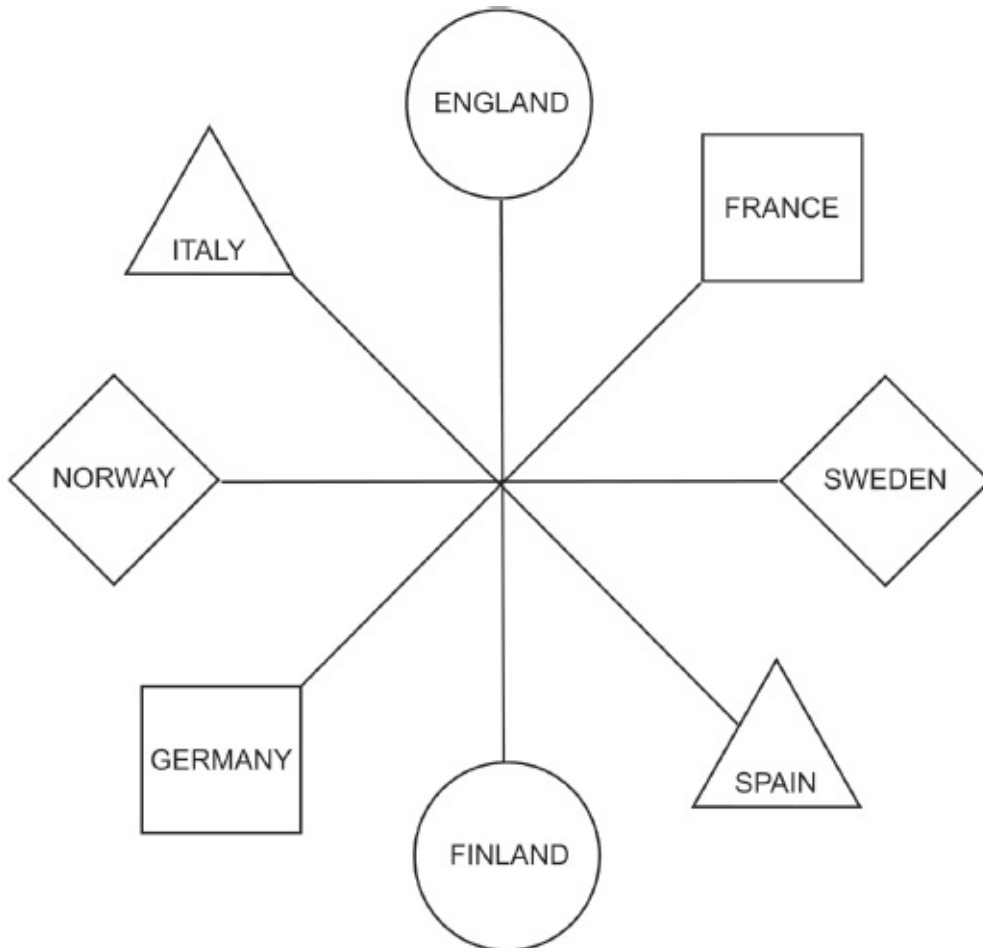 ENGLAND
FRANCE
ITALY
NORWAY
SWEDEN
GERMANY
SPAIN
FINLAND